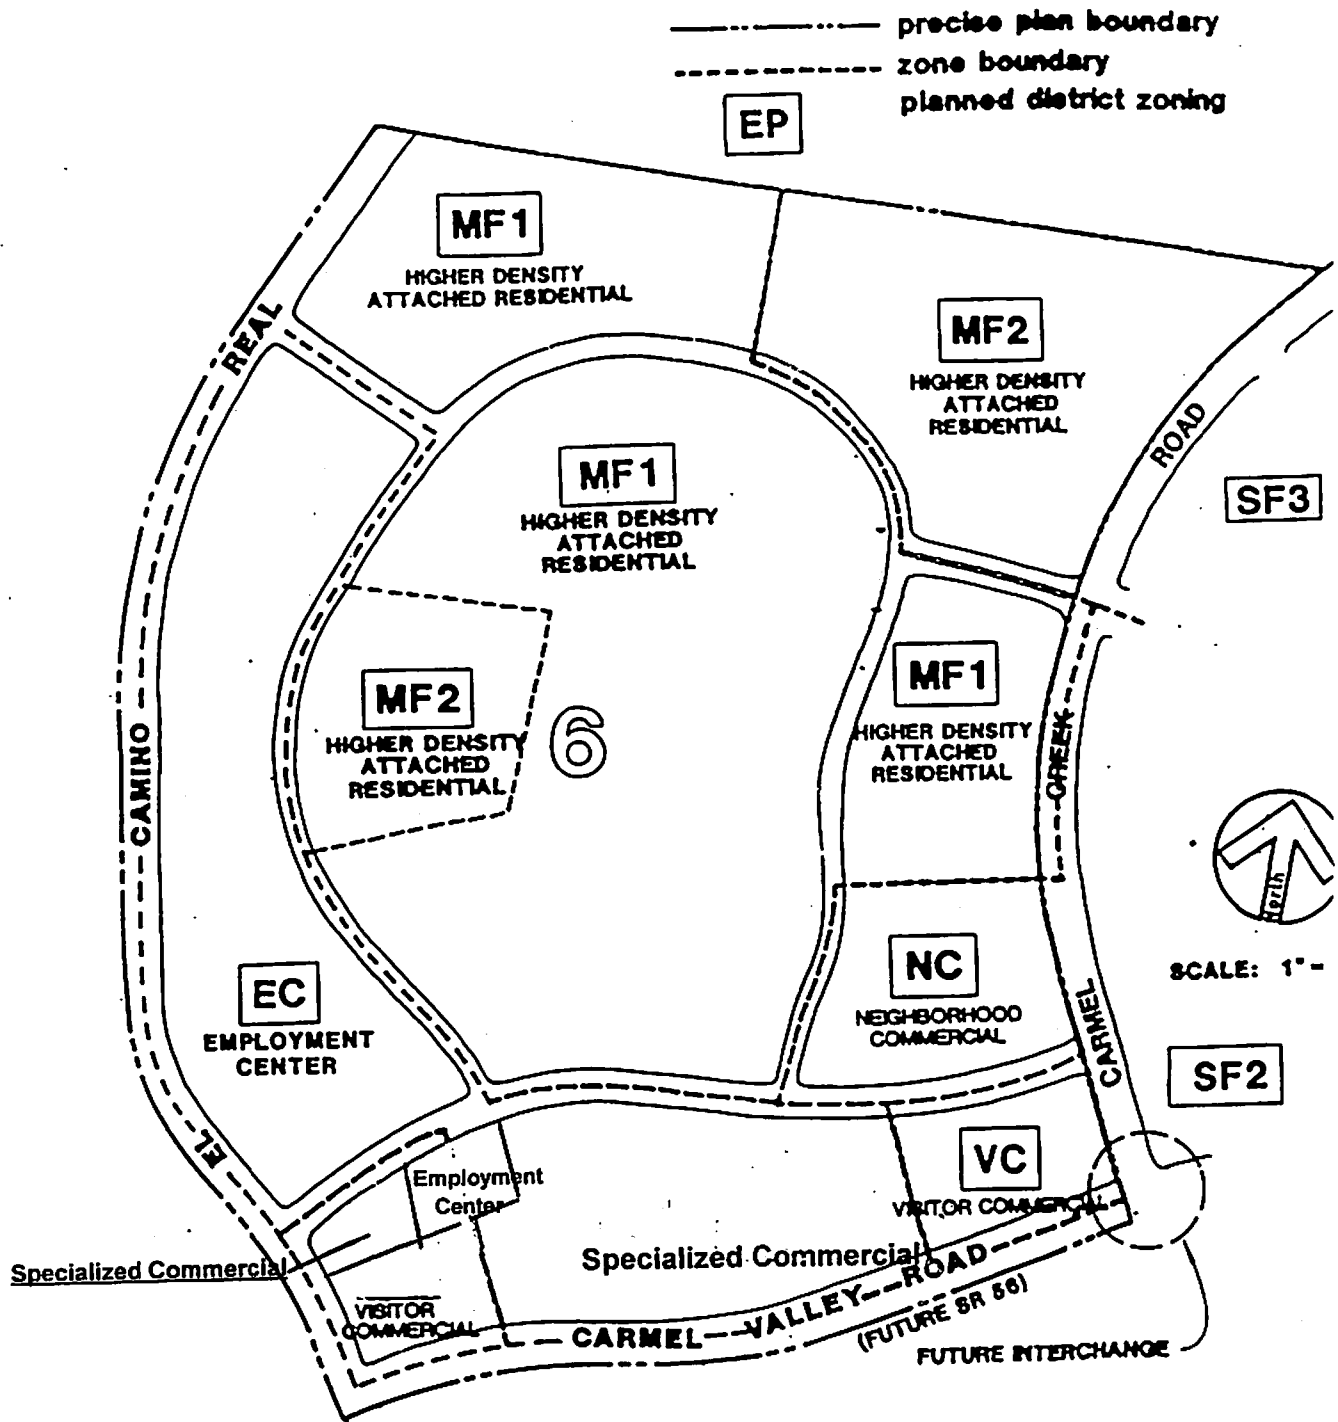 precise plan boundary
zone boundary
planned district zoning
EP
MF1
HIGHER DENSITY
ATTACHED RESIDENTIAL
MF2
HIGHER DENSITY
ATTACHED
RESIDENTIAL
REAL
ROAD
MF1
HIGHER DENSITY
ATTACHED
RESIDENTIAL
SF3
MF1
HIGHER DENSITY
ATTACHED
RESIDENTIAL
MF2
HIGHER DENSITY
ATTACHED
RESIDENTIAL
6
CREEK
CAMINO
North
SCALE: 1"=
NC
NEIGHBORHOOD
COMMERCIAL
EC
EMPLOYMENT
CENTER
CARMEL
SF2
EL
VC
VISITOR COMMERCIAL
Employment
Center
Specialized Commercial
Specialized Commercial
VISITOR
COMMERCIAL
CARMEL VALLEY ROAD
(FUTURE SR 56)
FUTURE INTERCHANGE